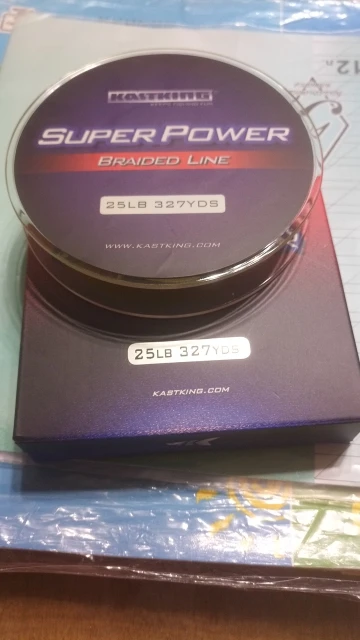 KASTKING
SUPER POWER
BRAIDED LINE
25LB 327YDS
WWW.KASTKING.COM
25LB 327YDS
KASTKING.COM